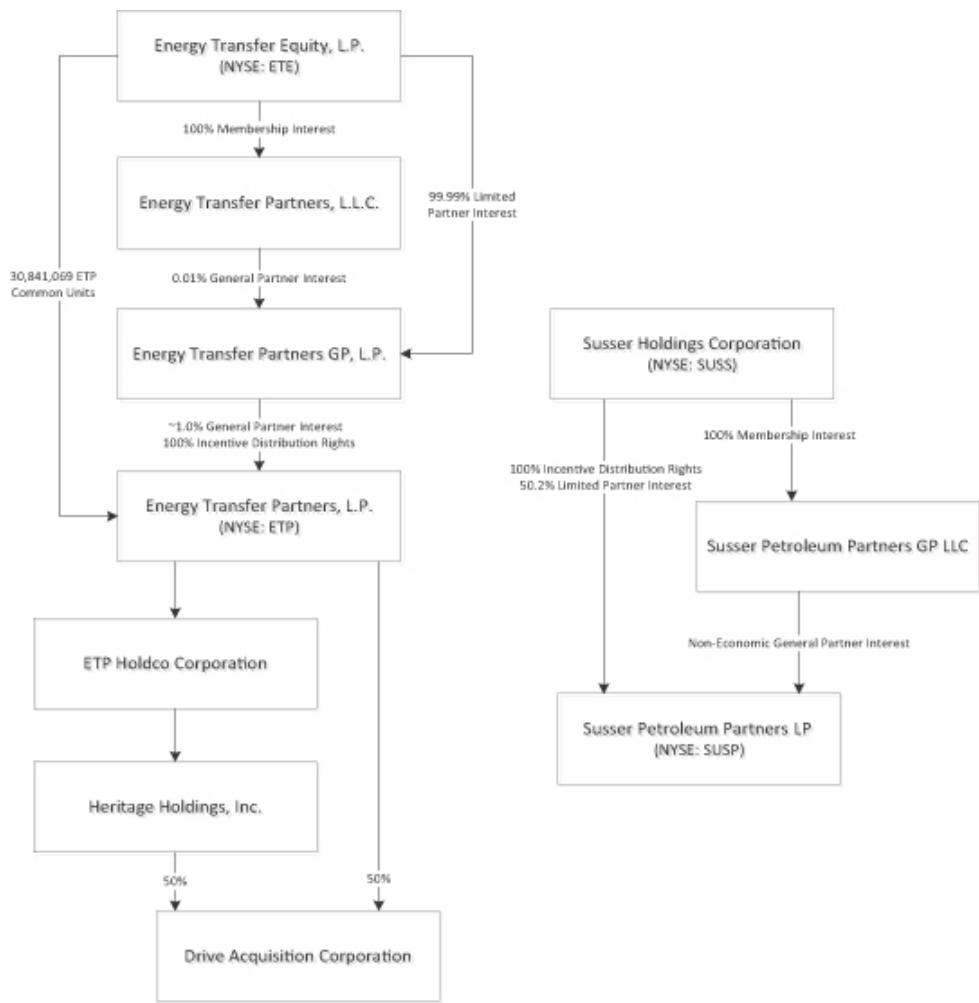 Energy Transfer Equity, L.P.
(NYSE: ETE)
100% Membership Interest
99.99% Limited
Partner Interest
Energy Transfer Partners, L.L.C.
30,841,069 ETP
Common Units
0.01% General Partner Interest
Energy Transfer Partners GP, L.P.
~1.0% General Partner Interest
100% Incentive Distribution Rights
Energy Transfer Partners, L.P.
(NYSE: ETP)
ETP Holdco Corporation
Heritage Holdings, Inc.
50%
50%
Drive Acquisition Corporation
Susser Holdings Corporation
(NYSE: SUSS)
100% Membership Interest
100% Incentive Distribution Rights
50.2% Limited Partner Interest
Susser Petroleum Partners GP LLC
Non-Economic General Partner Interest
Susser Petroleum Partners LP
(NYSE: SUSP)